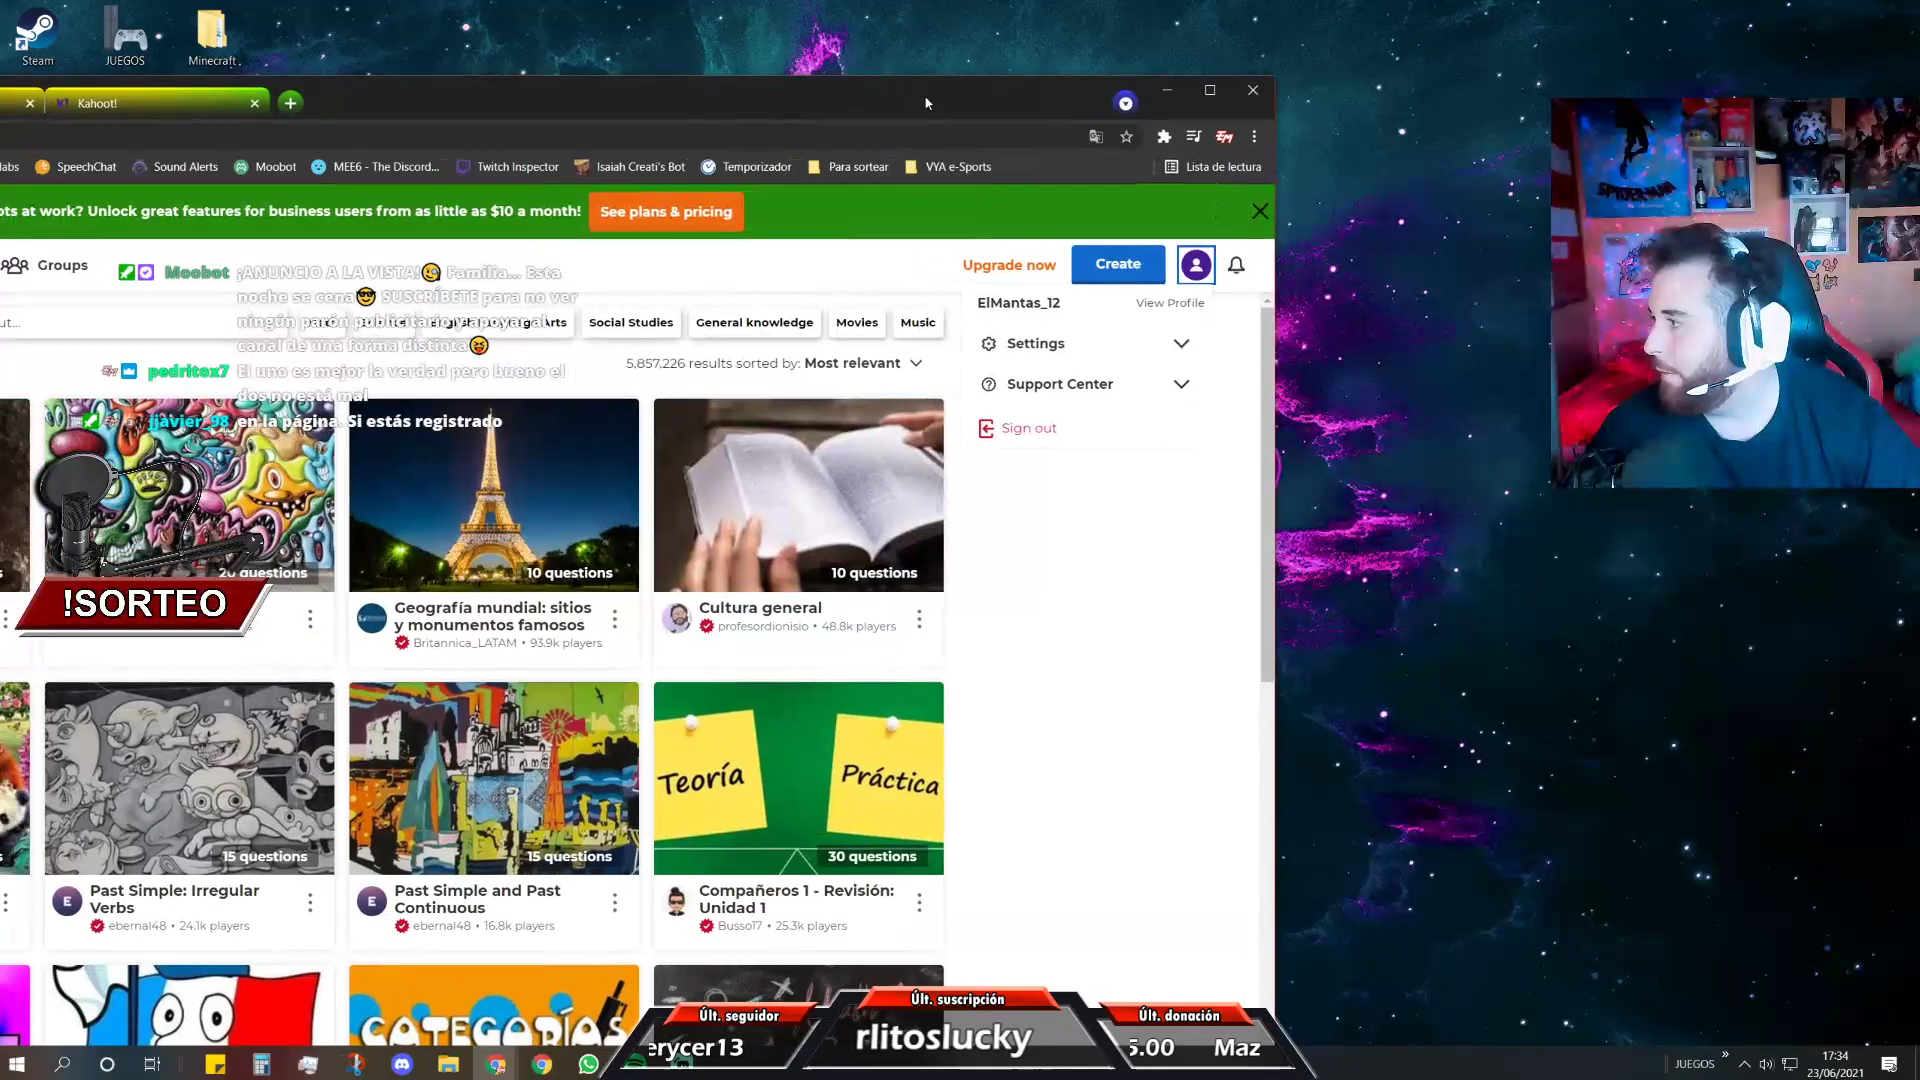 Steam
JUEGOS
Minecraft .
Kahoot!
SpeechChat
Sound Alerts
Moobot
MEE6 - The Discord...
Twitch Inspector
Isaiah Creati's Bot
Temporizador
Para sortear
VYA e-Sports
Lista de lectura
ots at work? Unlock great features for business users from as little as $10 a month!
See plans & pricing
Groups
Upgrade now
Create
Moobot ¡ANUNCIO A LA VISTA! Familia... Esta
noche se cena SUSCRÍBETE para no ver
ningún parón publicitario y apoyar al
canal de una forma distinta
pedritox7 El uno es mejor la verdad pero bueno el
dos no está mal
jjavier_98 en la página. Si estás registrado
Arts
Social Studies
General knowledge
Movies
Music
5,857,226 results sorted by: Most relevant
ElMantas_12
View Profile
Settings
Support Center
Sign out
SPIDER-MAN
20 questions
10 questions
10 questions
!SORTEO
Geografía mundial: sitios
y monumentos famosos
Britannica_LATAM • 93.9k players
Cultura general
profesordionisio • 48.8k players
Teoría
Práctica
15 questions
15 questions
30 questions
Past Simple: Irregular
Verbs
ebernal48 • 24.1k players
Past Simple and Past
Continuous
ebernal48 • 16.8k players
Compañeros 1 - Revisión:
Unidad 1
Busso17 • 25.3k players
CATEGORÍAS
Últ. seguidor
erycer13
Últ. suscripción
rlitoslucky
Últ. donación
5.00 Maz
JUEGOS
17:34
23/06/2021